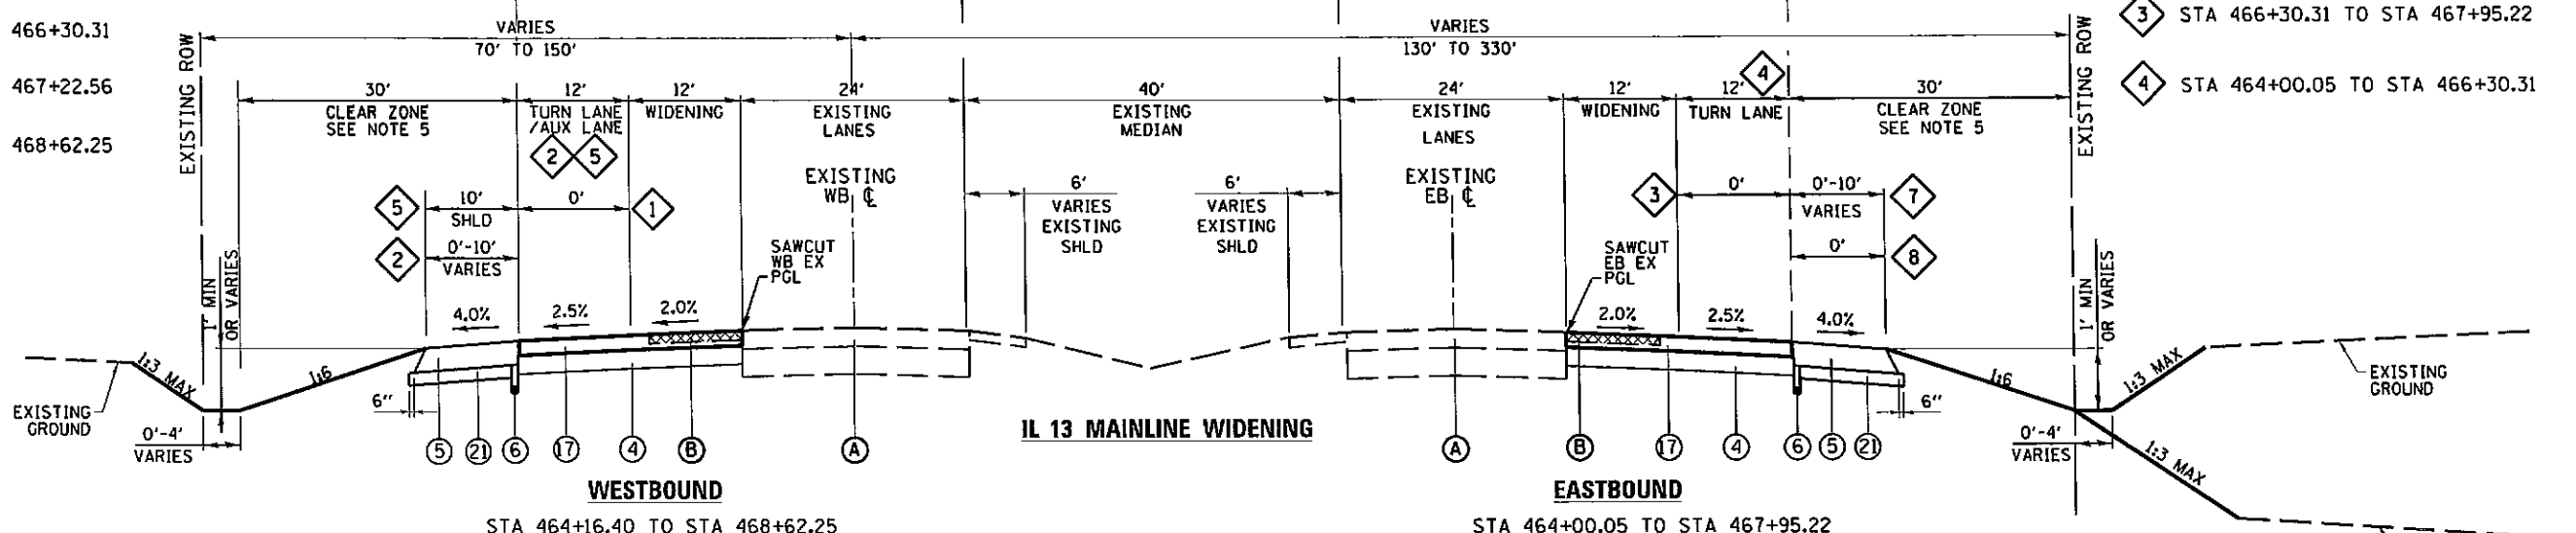 466+30.31
467+22.56
468+62.25
EXISTING ROW
VARIES
70' TO 150'
VARIES
130' TO 330'
EXISTING ROW
3 STA 466+30.31 TO STA 467+95.22
4 STA 464+00.05 TO STA 466+30.31
30'
CLEAR ZONE
SEE NOTE 5
12'
TURN LANE
/AUX LANE
2 5
12'
WIDENING
24'
EXISTING
LANES
40'
EXISTING
MEDIAN
24'
EXISTING
LANES
12'
WIDENING
12'
TURN LANE
4
30'
CLEAR ZONE
SEE NOTE 5
5
10'
SHLD
0'
1
2
0'-10'
VARIES
EXISTING
WB ℄
6'
VARIES
EXISTING
SHLD
6'
VARIES
EXISTING
SHLD
EXISTING
EB ℄
3
0'
0'-10'
VARIES
7
0'
8
1' MIN
OR VARIES
SAWCUT
WB EX
PGL
SAWCUT
EB EX
PGL
1' MIN
OR VARIES
4.0%
2.5%
2.0%
2.0%
2.5%
4.0%
1:3 MAX
1:6
1:6
1:3 MAX
1:3 MAX
EXISTING
GROUND
EXISTING
GROUND
0'-4'
VARIES
6"
6"
0'-4'
VARIES
5 21 6 17 4 B A
IL 13 MAINLINE WIDENING
A B 17 4 6 5 21
WESTBOUND
STA 464+16.40 TO STA 468+62.25
EASTBOUND
STA 464+00.05 TO STA 467+95.22